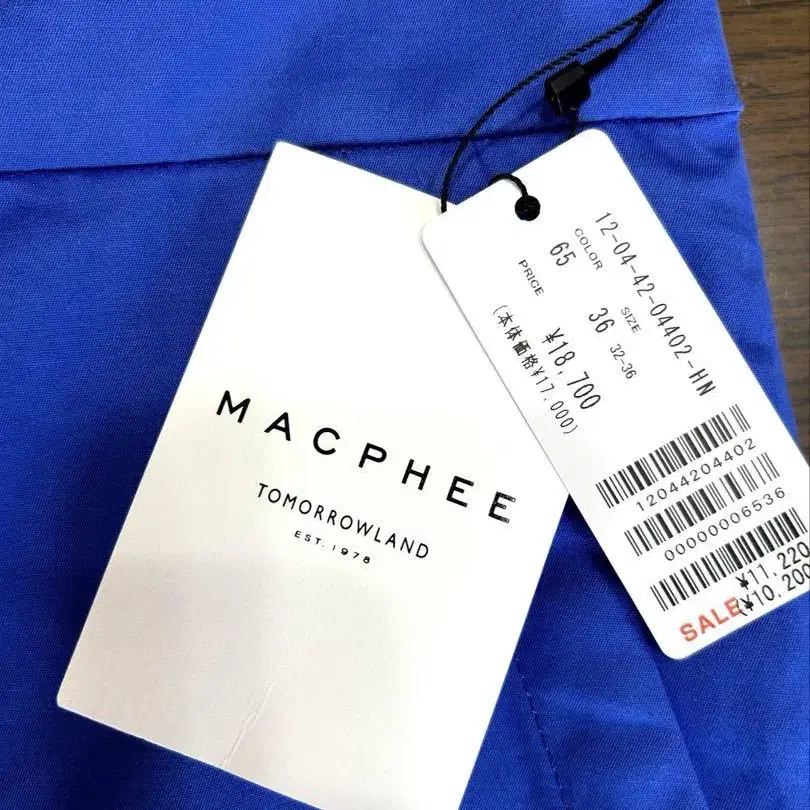 MACPHEE
TOMORROWLAND
EST. 1978
12-04-42-04402-HN
COLOR SIZE
65 36 32-36
PRICE
¥18,700
(本体価格¥17,000)
12044204402
00000006536
¥11,220
SALE(¥10,200